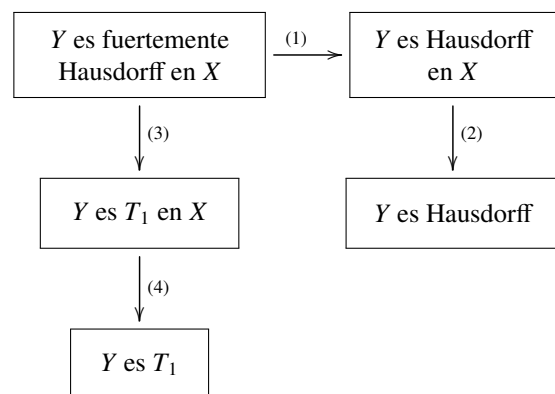 Y es fuertemente
Hausdorff en X
(1)
Y es Hausdorff
en X
(3)
(2)
Y es T₁ en X
Y es Hausdorff
(4)
Y es T₁